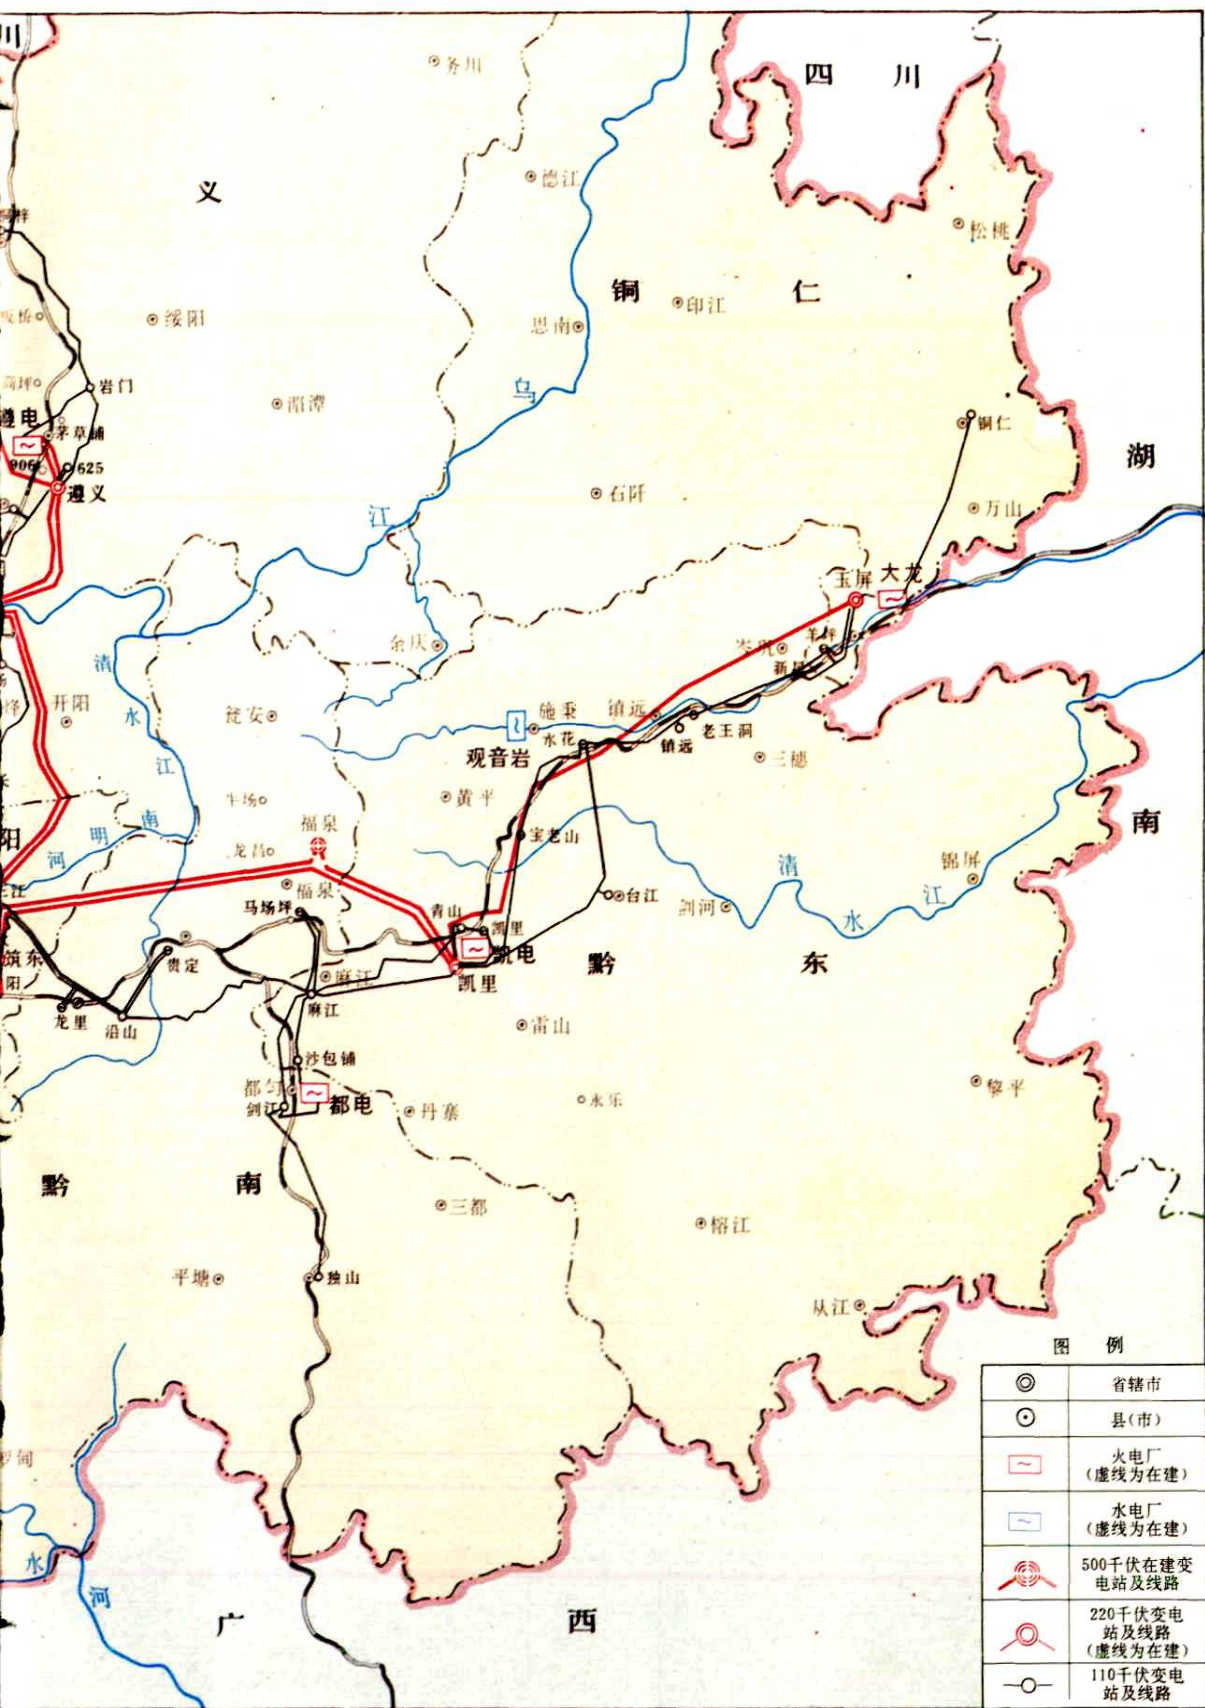 川
务川
四 川
德江
义
桐梓
松桃
铜 仁
印江
绥阳
思南
岩门
湄潭
乌
遵电
茅草铺
铜仁
906
625
遵义
湖
石阡
万山
江
玉屏
大龙
余庆
羊坪
清
开阳
水
瓮安
施秉
镇远
水花
镇远
老王洞
观音岩
江
三穗
牛场
黄平
福泉
南
明
河
阳
宝老山
南
龙昌
清
锦屏
福泉
台江
江
马场坪
青山
剑河
水
凯里
筑东
凯电
黔 东
贵定
麻江
凯里
阳
麻江
龙里
沿山
雷山
沙包铺
都匀
剑江
都电
丹寨
永乐
黎平
黔 南
三都
榕江
平塘
独山
从江
图 例
省辖市
县(市)
罗甸
火电厂
(虚线为在建)
水电厂
(虚线为在建)
水
500千伏在建变
电站及线路
河
220千伏变电
站及线路
(虚线为在建)
广 西
110千伏变电
站及线路